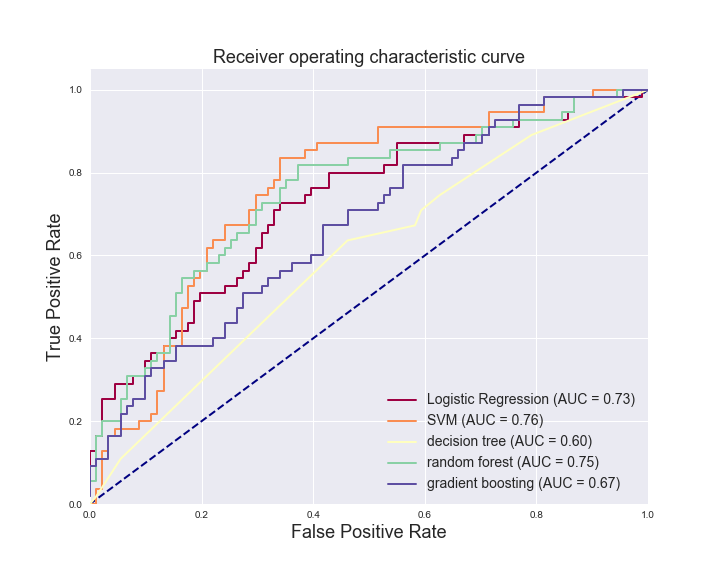 Receiver operating characteristic curve
True Positive Rate
1.0
0.8
0.6
0.4
0.2
0.0
Logistic Regression (AUC = 0.73)
SVM (AUC = 0.76)
decision tree (AUC = 0.60)
random forest (AUC = 0.75)
gradient boosting (AUC = 0.67)
0.0 0.2 0.4 0.6 0.8 1.0
False Positive Rate